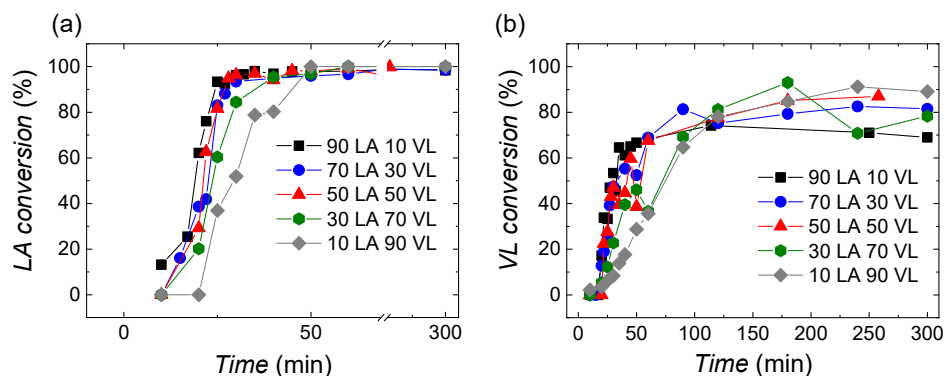 (a)
LA conversion (%)
100
80
60
40
20
0
90 LA 10 VL
70 LA 30 VL
50 LA 50 VL
30 LA 70 VL
10 LA 90 VL
0
50
300
Time (min)
(b)
VL conversion (%)
100
80
60
40
20
0
90 LA 10 VL
70 LA 30 VL
50 LA 50 VL
30 LA 70 VL
10 LA 90 VL
0
50
100
150
200
250
300
Time (min)